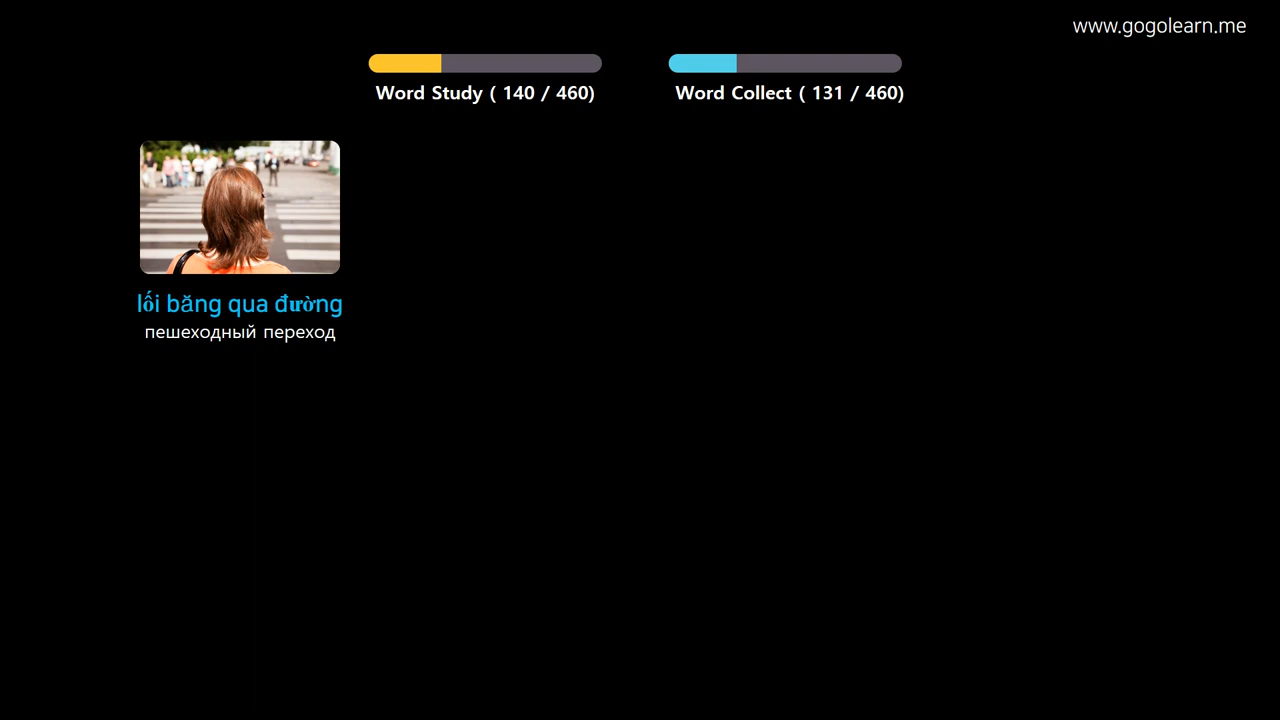 www.gogolearn.me
Word Study ( 140 / 460)
Word Collect ( 131 / 460)
lối băng qua đường
пешеходный переход